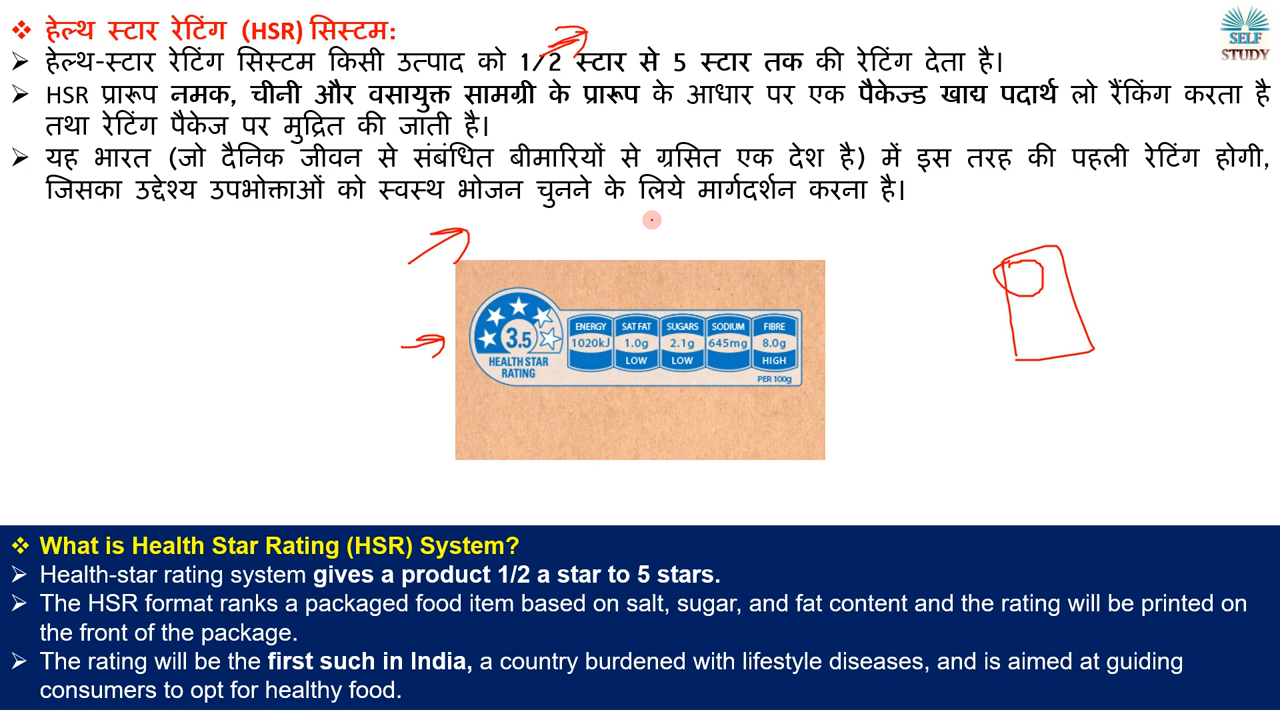 ❖ हेल्थ स्टार रेटिंग (HSR) सिस्टम:
➢ हेल्थ-स्टार रेटिंग सिस्टम किसी उत्पाद को 1/2 स्टार से 5 स्टार तक की रेटिंग देता है।
➢ HSR प्रारूप नमक, चीनी और वसायुक्त सामग्री के प्रारूप के आधार पर एक पैकेज्ड खाद्य पदार्थ लो रैंकिंग करता है
तथा रेटिंग पैकेज पर मुद्रित की जाती है।
➢ यह भारत (जो दैनिक जीवन से संबंधित बीमारियों से ग्रसित एक देश है) में इस तरह की पहली रेटिंग होगी,
जिसका उद्देश्य उपभोक्ताओं को स्वस्थ भोजन चुनने के लिये मार्गदर्शन करना है।
SELF
STUDY
3.5
HEALTH STAR
RATING
ENERGY SAT FAT SUGARS SODIUM FIBRE
1020kJ 1.0g 2.1g 645mg 8.0g
LOW LOW HIGH
PER 100g
❖ What is Health Star Rating (HSR) System?
➢ Health-star rating system gives a product 1/2 a star to 5 stars.
➢ The HSR format ranks a packaged food item based on salt, sugar, and fat content and the rating will be printed on
the front of the package.
➢ The rating will be the first such in India, a country burdened with lifestyle diseases, and is aimed at guiding
consumers to opt for healthy food.